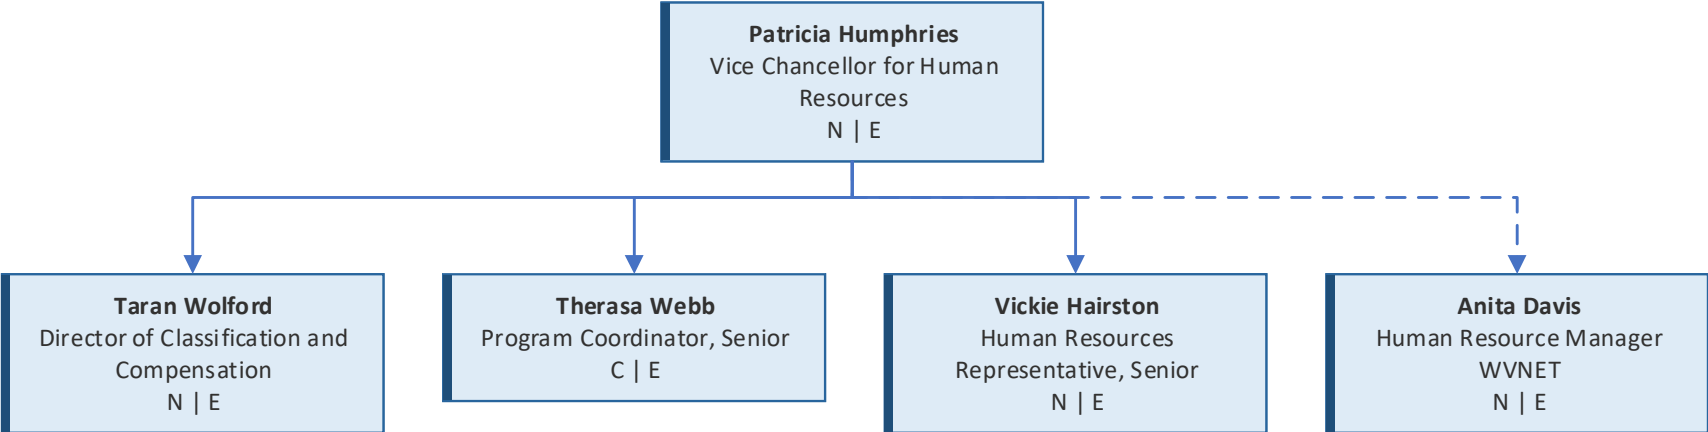 Patricia Humphries
Vice Chancellor for Human
Resources
N | E
Taran Wolford
Director of Classification and
Compensation
N | E
Therasa Webb
Program Coordinator, Senior
C | E
Vickie Hairston
Human Resources
Representative, Senior
N | E
Anita Davis
Human Resource Manager
WVNET
N | E